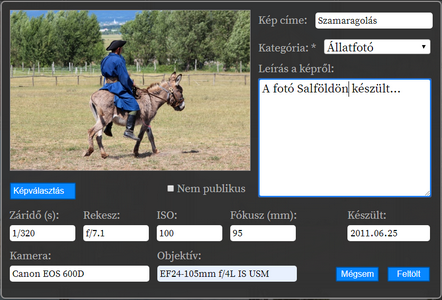 Kép címe: Szamaragolás
Kategória: * Állatfotó
Leírás a képről:
A fotó Salföldön készült...
Képválasztás
Nem publikus
Záridő (s): Rekesz: ISO: Fókusz (mm): Készült:
1/320 f/7.1 100 95 2011.06.25
Kamera: Objektív:
Canon EOS 600D EF24-105mm f/4L IS USM Mégsem Feltölt